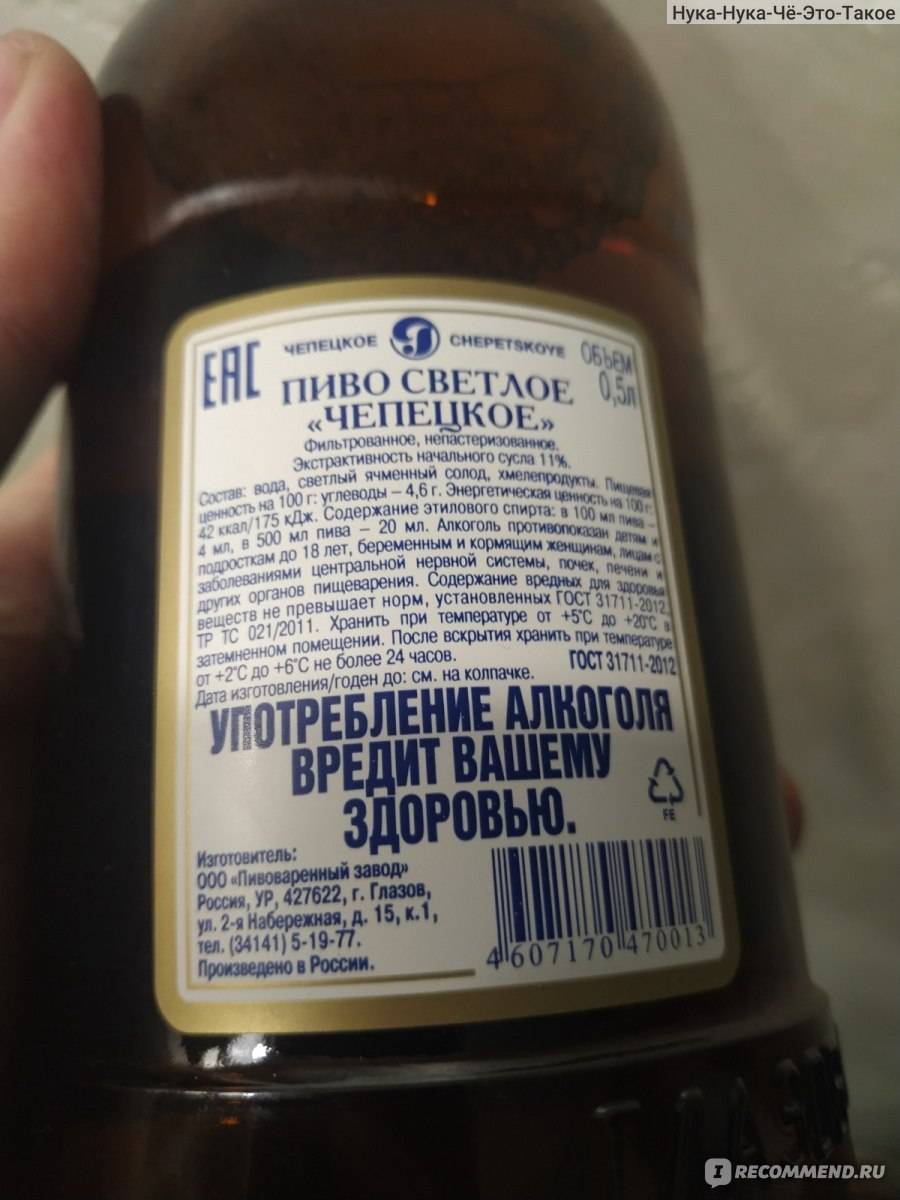 Нука-Нука-Чё-Это-Такое
ЕАС
ЧЕПЕЦКОЕ CHEPETSKOYE
ОБЪЕМ
0,5л
ПИВО СВЕТЛОЕ
«ЧЕПЕЦКОЕ»
Фильтрованное, непастеризованное.
Экстрактивность начального сусла 11%.
Состав: вода, светлый ячменный солод, хмелепродукты. Пищевая
ценность на 100 г: углеводы – 4,6 г. Энергетическая ценность на 100 г:
42 ккал/175 кДж. Содержание этилового спирта: в 100 мл пива –
4 мл, в 500 мл пива – 20 мл. Алкоголь противопоказан детям и
подросткам до 18 лет, беременным и кормящим женщинам, лицам с
заболеваниями центральной нервной системы, почек, печени и
других органов пищеварения. Содержание вредных для здоровья
веществ не превышает норм, установленных ГОСТ 31711-2012,
ТР ТС 021/2011. Хранить при температуре от +5°С до +20°С в
затемненном помещении. После вскрытия хранить при температуре
от +2°С до +6°С не более 24 часов.
ГОСТ 31711-2012
Дата изготовления/годен до: см. на колпачке.
УПОТРЕБЛЕНИЕ АЛКОГОЛЯ
ВРЕДИТ ВАШЕМУ
ЗДОРОВЬЮ.
FE
Изготовитель:
ООО «Пивоваренный завод»
Россия, УР, 427622, г. Глазов,
ул. 2-я Набережная, д. 15, к.1,
тел. (34141) 5-19-77.
Произведено в России.
4 607170 470013
IRECOMMEND.RU